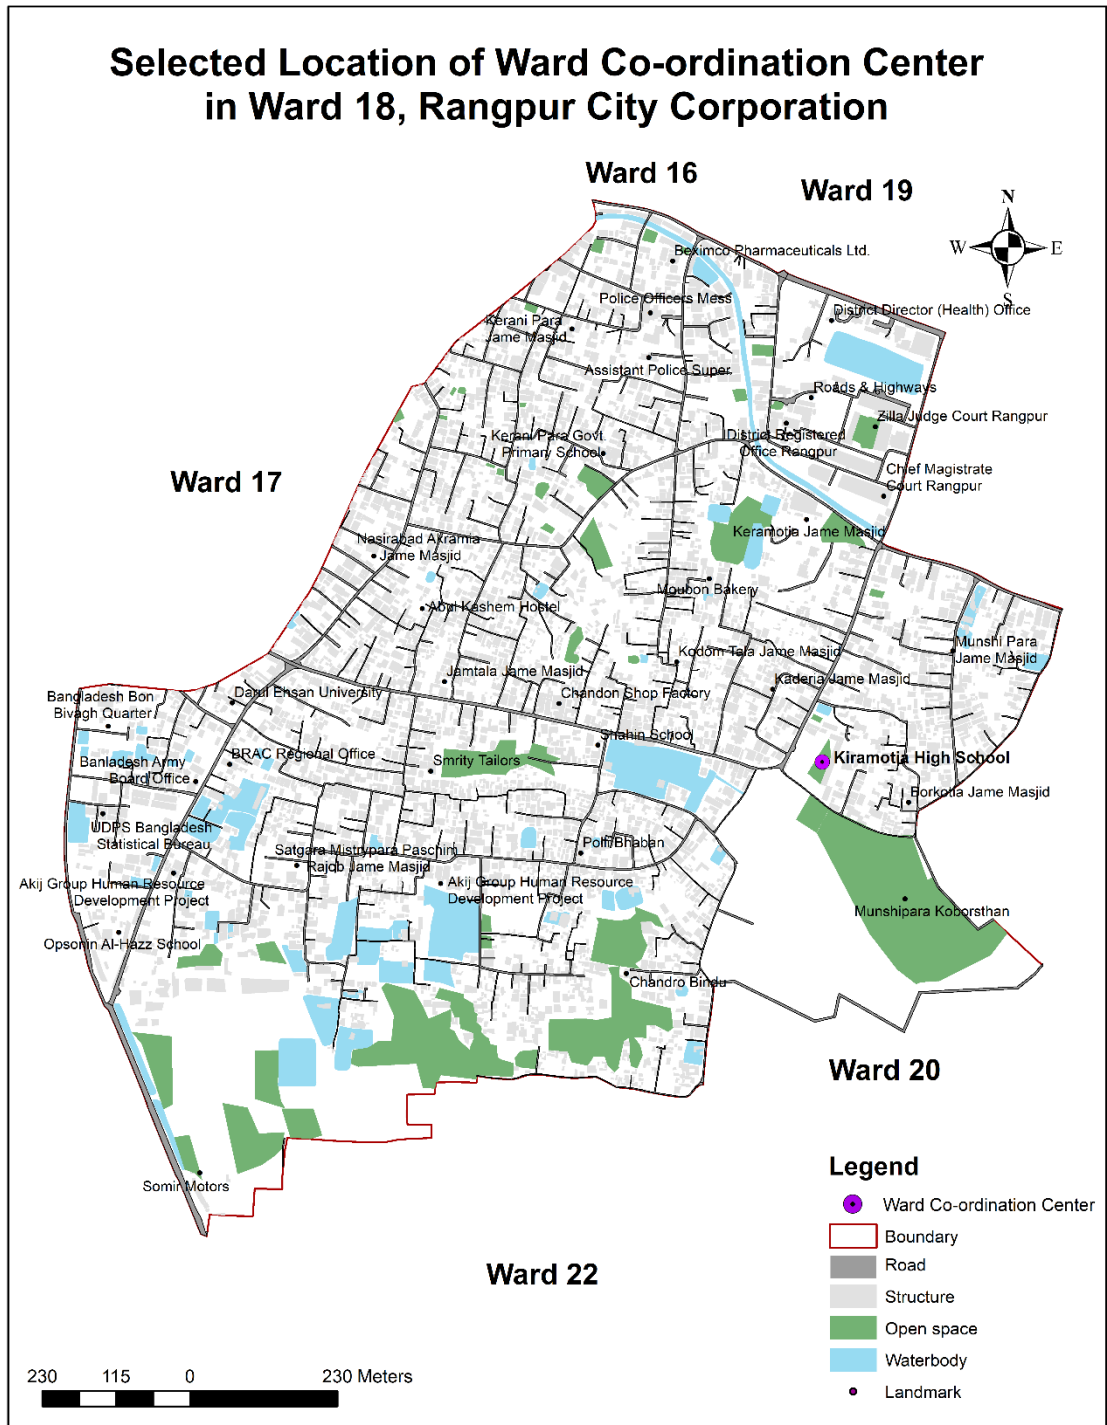 Selected Location of Ward Co-ordination Center
in Ward 18, Rangpur City Corporation
Ward 16
Ward 19
N
W
E
S
Beximco Pharmaceuticals Ltd.
Police Officers Mess
District Director (Health) Office
Kerani Para
Jame Masjid
Assistant Police Super
Roads & Highways
Zilla Judge Court Rangpur
Kerani Para Govt.
Primary School
District Registered
Office Rangpur
Chief Magistrate
Court Rangpur
Ward 17
Keramotia Jame Masjid
Nasirabad Akramia
Jame Masjid
Moubon Bakery
Abul Kashem Hostel
Munshi Para
Jame Masjid
Kodom Tala Jame Masjid
Jamtala Jame Masjid
Kaderia Jame Masjid
Darul Ehsan University
Chandon Shop Factory
Bangladesh Bon
Bivagh Quarter
Shahin School
BRAC Regional Office
Smrity Tailors
Kiramotia High School
Banladesh Army
Board Office
Borkotia Jame Masjid
UDPS Bangladesh
Statistical Bureau
Satgara Mistrypara Paschim
Rajob Jame Masjid
Polli Bhaban
Akij Group Human Resource
Development Project
Akij Group Human Resource
Development Project
Munshipara Koborsthan
Opsonin Al-Hazz School
Chandro Bindu
Ward 20
Somir Motors
Ward 22
Legend
Ward Co-ordination Center
Boundary
Road
Structure
Open space
Waterbody
Landmark
230 115 0 230 Meters